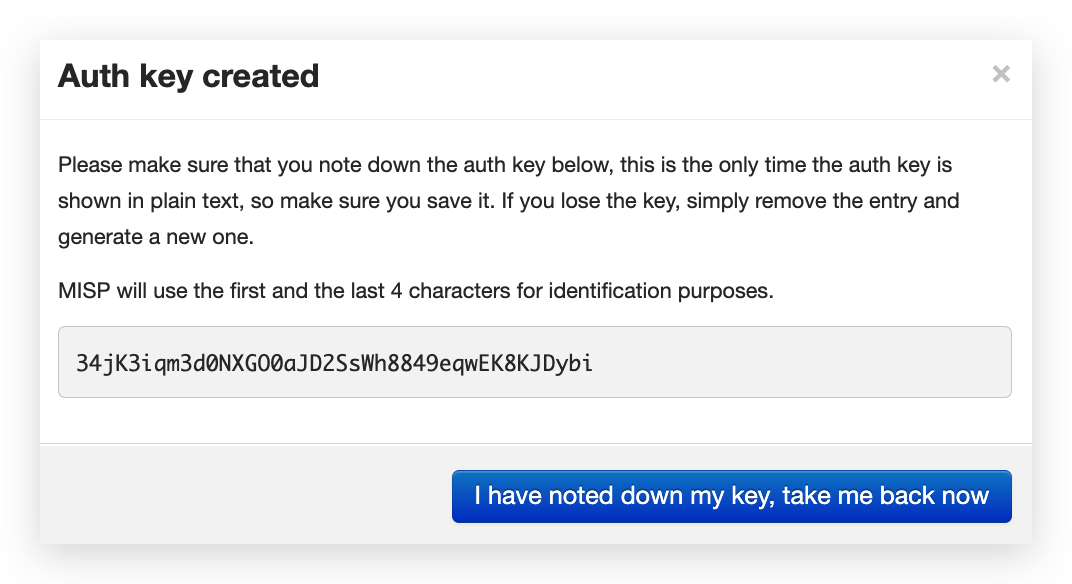 Auth key created
×
Please make sure that you note down the auth key below, this is the only time the auth key is
shown in plain text, so make sure you save it. If you lose the key, simply remove the entry and
generate a new one.
MISP will use the first and the last 4 characters for identification purposes.
34jK3iqm3d0NXGO0aJD2SsWh8849eqwEK8KJDybi
I have noted down my key, take me back now